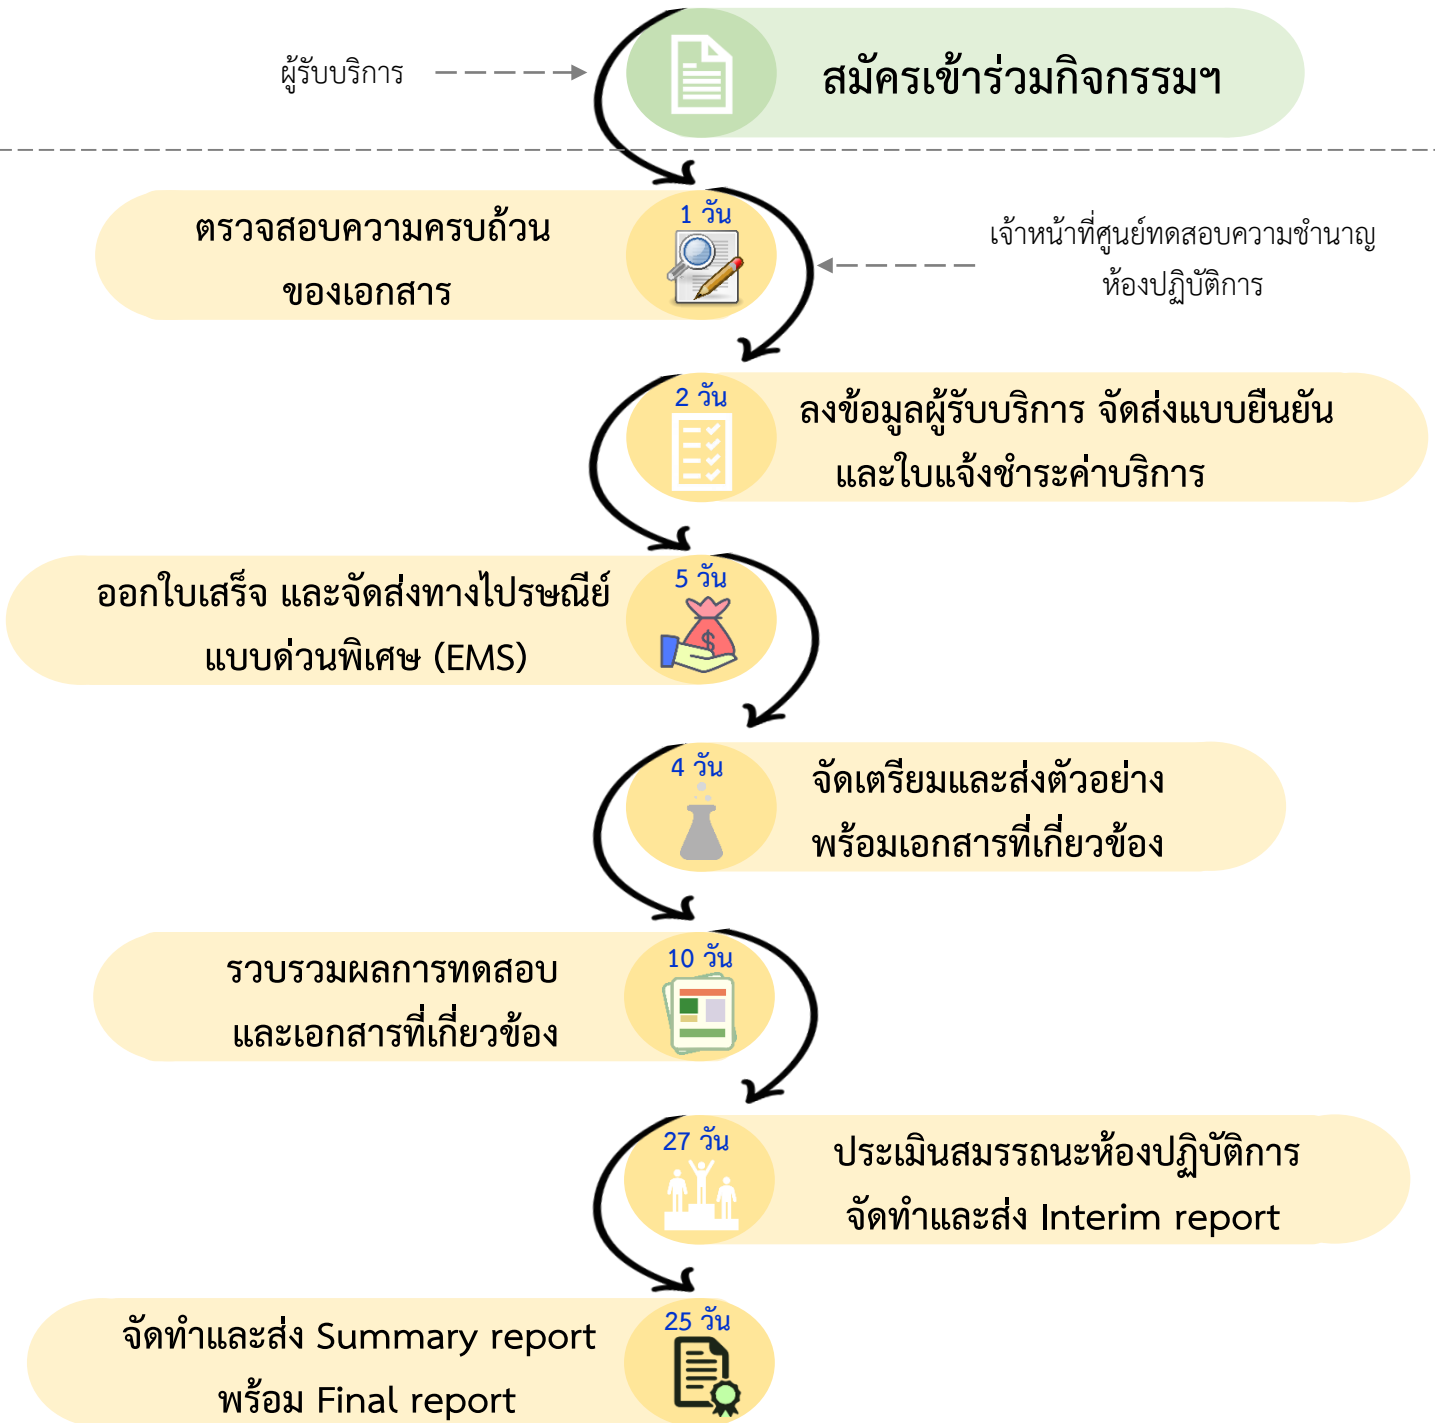 ผู้รับบริการ
สมัครเข้าร่วมกิจกรรมฯ
1 วัน
ตรวจสอบความครบถ้วน
ของเอกสาร
เจ้าหน้าที่ศูนย์ทดสอบความชำนาญ
ห้องปฏิบัติการ
2 วัน
ลงข้อมูลผู้รับบริการ จัดส่งแบบยืนยัน
และใบแจ้งชำระค่าบริการ
5 วัน
ออกใบเสร็จ และจัดส่งทางไปรษณีย์
แบบด่วนพิเศษ (EMS)
4 วัน
จัดเตรียมและส่งตัวอย่าง
พร้อมเอกสารที่เกี่ยวข้อง
10 วัน
รวบรวมผลการทดสอบ
และเอกสารที่เกี่ยวข้อง
27 วัน
ประเมินสมรรถนะห้องปฏิบัติการ
จัดทำและส่ง Interim report
25 วัน
จัดทำและส่ง Summary report
พร้อม Final report